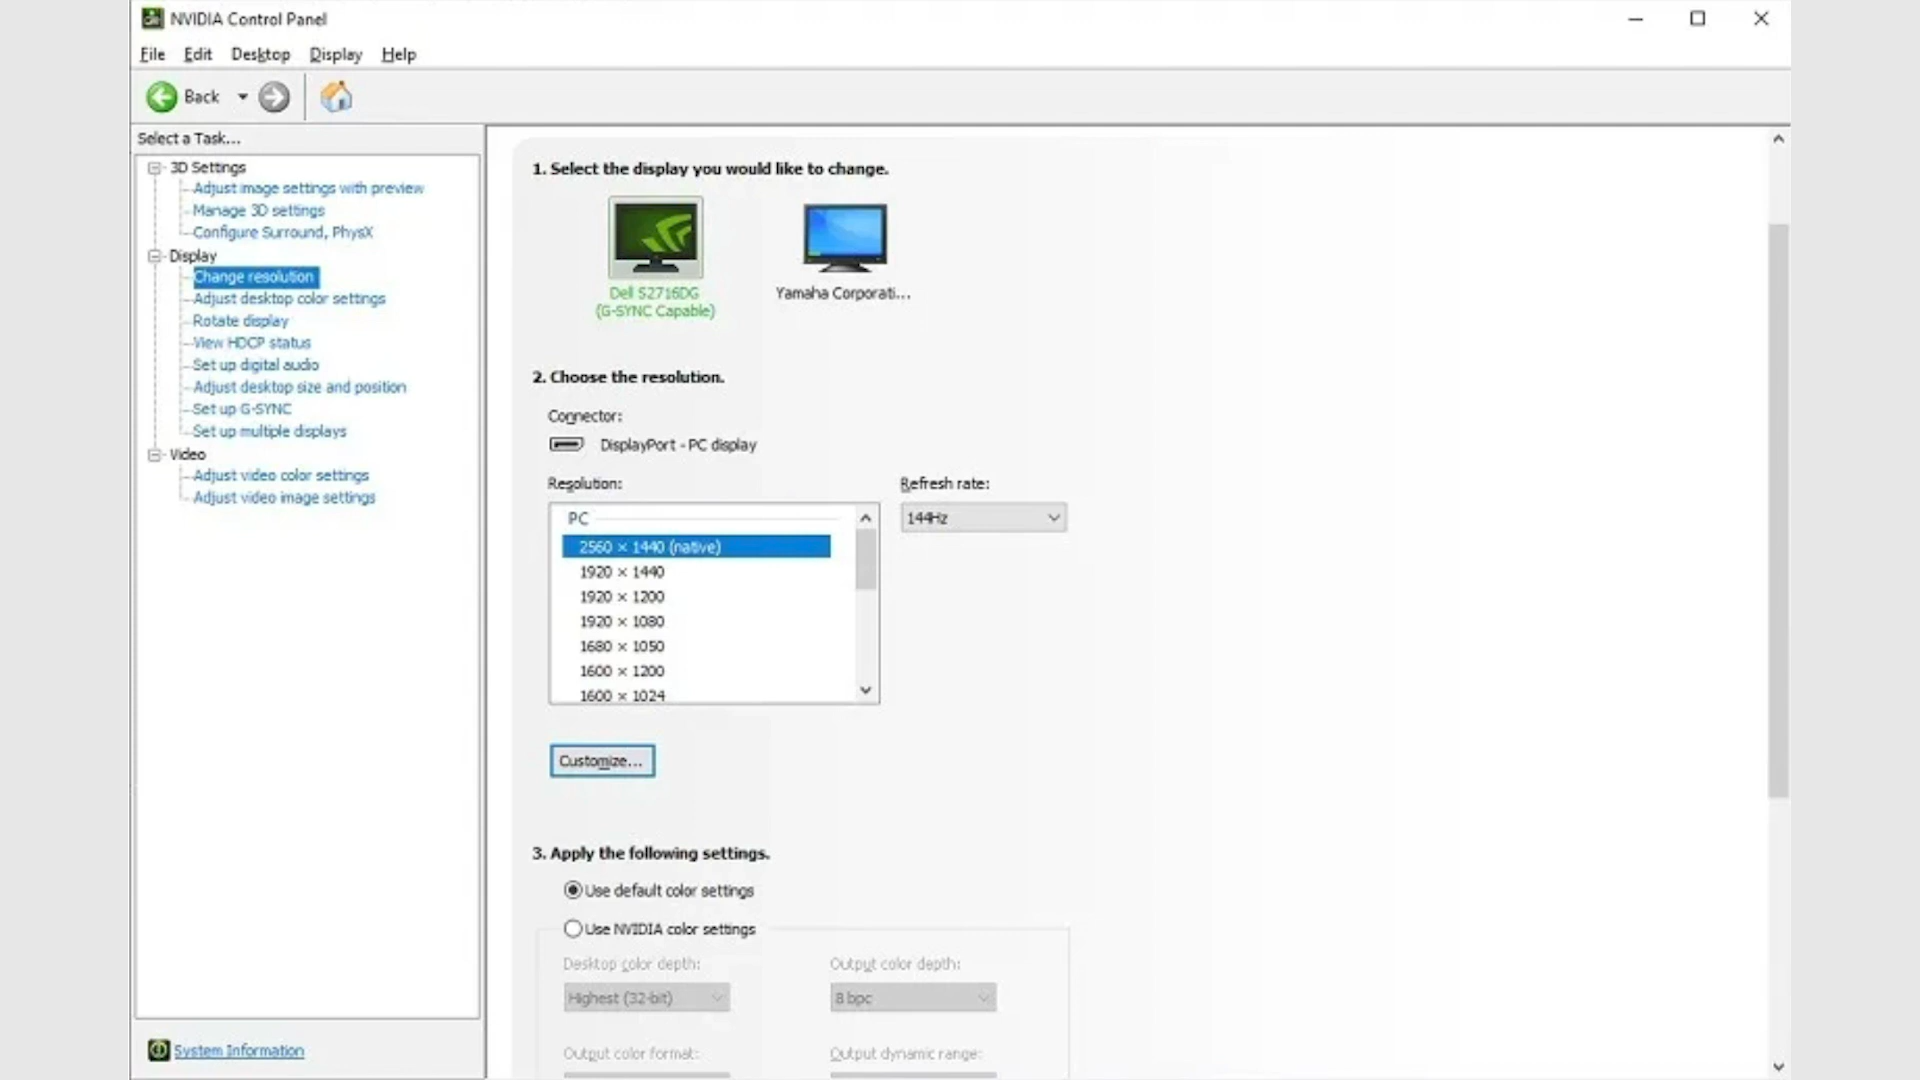 NVIDIA Control Panel
File Edit Desktop Display Help
Back
Select a Task...
3D Settings
Adjust image settings with preview
Manage 3D settings
Configure Surround, PhysX
Display
Change resolution
Adjust desktop color settings
Rotate display
View HDCP status
Set up digital audio
Adjust desktop size and position
Set up G-SYNC
Set up multiple displays
Video
Adjust video color settings
Adjust video image settings
System Information
1. Select the display you would like to change.
Dell S2716DG
(G-SYNC Capable)
Yamaha Corporati...
2. Choose the resolution.
Connector:
DisplayPort - PC display
Resolution:
PC
2560 × 1440 (native)
1920 × 1440
1920 × 1200
1920 × 1080
1680 × 1050
1600 × 1200
1600 × 1024
Refresh rate:
144Hz
Customize...
3. Apply the following settings.
Use default color settings
Use NVIDIA color settings
Desktop color depth:
Highest (32-bit)
Output color depth:
8 bpc
Output color format:
Output dynamic range: